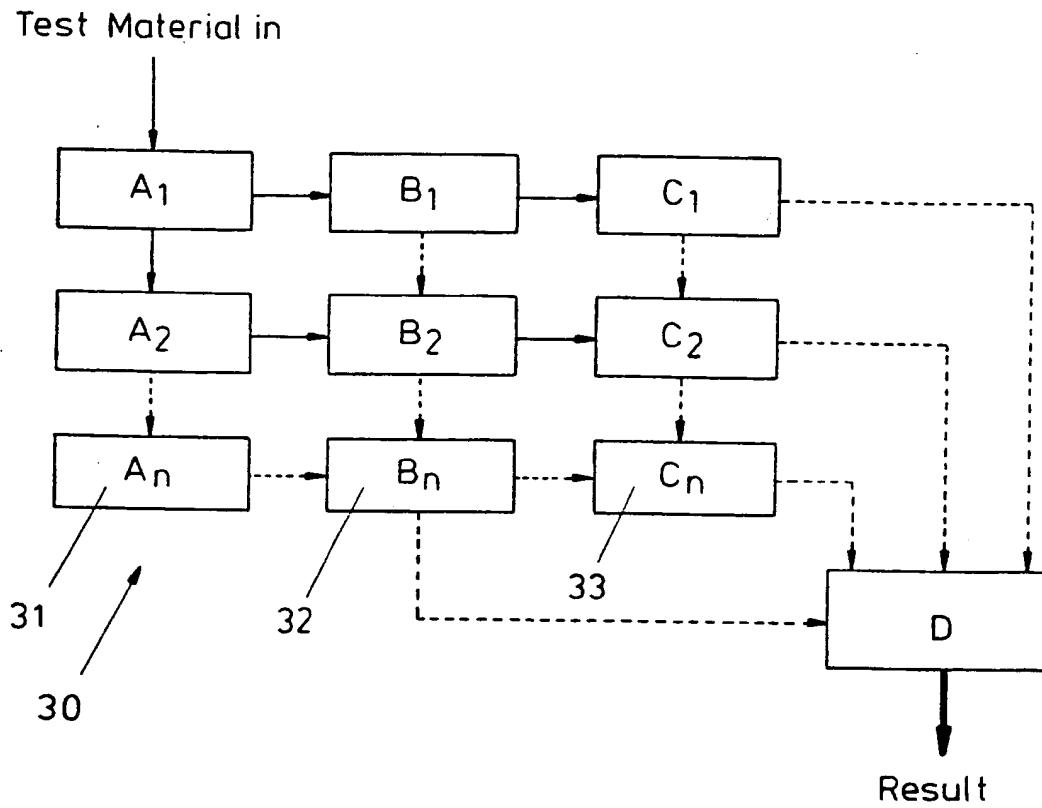 Test Material in
A₁ B₁ C₁
A₂ B₂ C₂
Aₙ Bₙ Cₙ
31 32 33
D
30
Result